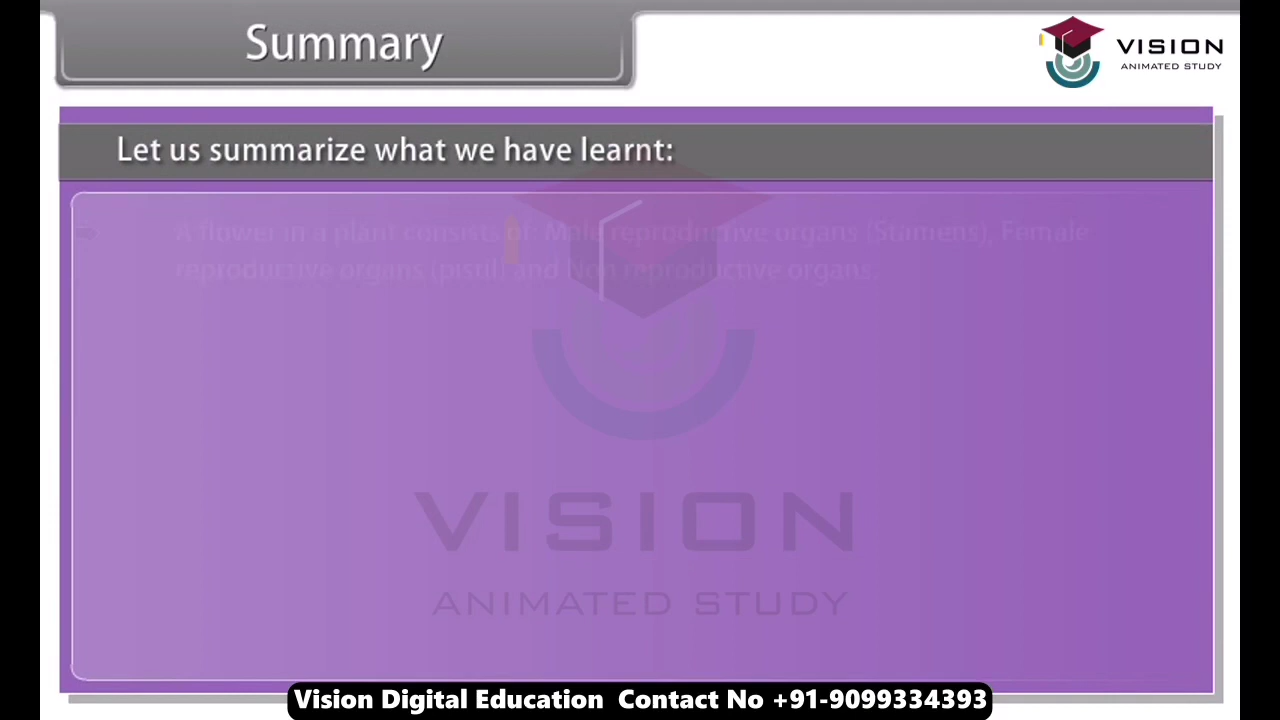 Summary
VISION
ANIMATED STUDY
Let us summarize what we have learnt:
A flower in a plant consists of: Male reproductive organs (Stamens), Female
reproductive organs (pistil) and Non reproductive organs.
VISION
ANIMATED STUDY
Vision Digital Education Contact No +91-9099334393